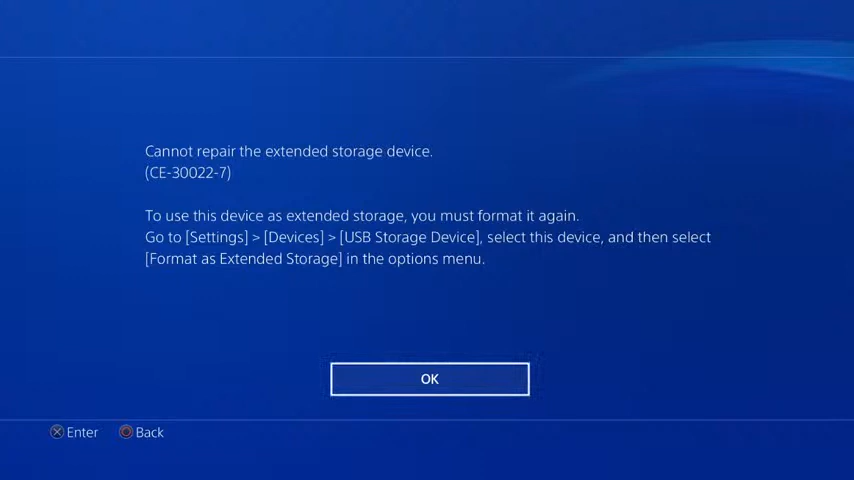 Cannot repair the extended storage device.
(CE-30022-7)
To use this device as extended storage, you must format it again.
Go to [Settings] > [Devices] > [USB Storage Device], select this device, and then select
[Format as Extended Storage] in the options menu.
OK
Enter Back